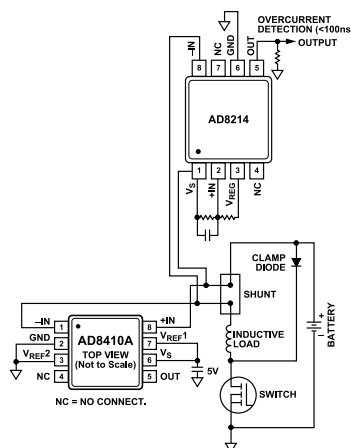 OVERCURRENT
DETECTION (<100ns
OUTPUT
–IN
NC
GND
OUT
8
7
6
5
AD8214
1
2
3
4
VS
+IN
VREG
NC
CLAMP
DIODE
SHUNT
INDUCTIVE
LOAD
BATTERY
+
–
SWITCH
–IN 1
GND 2
VREF2 3
NC 4
AD8410A
TOP VIEW
(Not to Scale)
8 +IN
7 VREF1
6 VS
5 OUT
5V
NC = NO CONNECT.